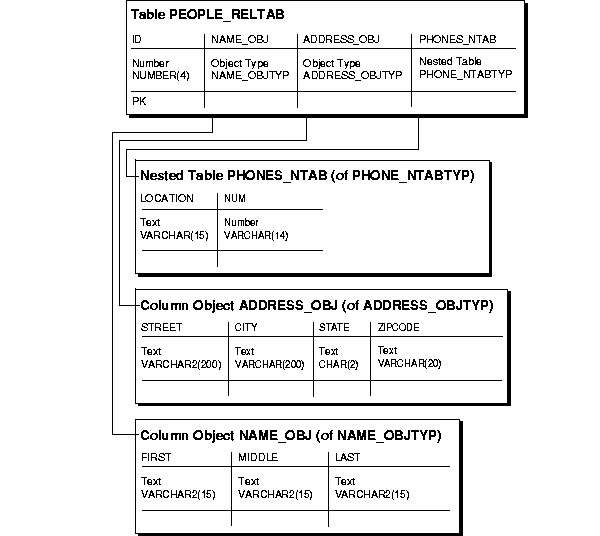 Table PEOPLE_RELTAB
ID NAME_OBJ ADDRESS_OBJ PHONES_NTAB
Number Object Type Object Type Nested Table
NUMBER(4) NAME_OBJTYP ADDRESS_OBJTYP PHONE_NTABTYP
PK
Nested Table PHONES_NTAB (of PHONE_NTABTYP)
LOCATION NUM
Text Number
VARCHAR(15) VARCHAR(14)
Column Object ADDRESS_OBJ (of ADDRESS_OBJTYP)
STREET CITY STATE ZIPCODE
Text Text Text Text
VARCHAR2(200) VARCHAR(200) CHAR(2) VARCHAR(20)
Column Object NAME_OBJ (of NAME_OBJTYP)
FIRST MIDDLE LAST
Text Text Text
VARCHAR2(15) VARCHAR2(15) VARCHAR2(15)